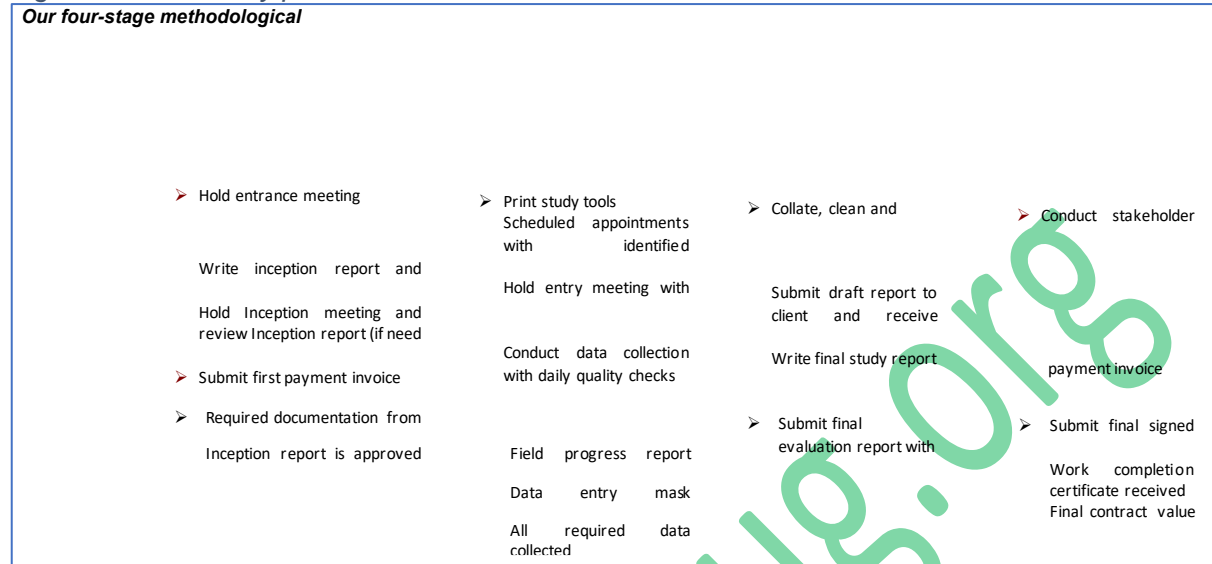 Our four-stage methodological
Hold entrance meeting
Write inception report and
Hold Inception meeting and
review Inception report (if need
Submit first payment invoice
Required documentation from
Inception report is approved
Print study tools
Scheduled appointments
with identified
Hold entry meeting with
Conduct data collection
with daily quality checks
Field progress report
Data entry mask
All required data
collected
Collate, clean and
Submit draft report to
client and receive
Write final study report
Submit final
evaluation report with
Conduct stakeholder
payment invoice
Submit final signed
Work completion
certificate received
Final contract value
ug.org